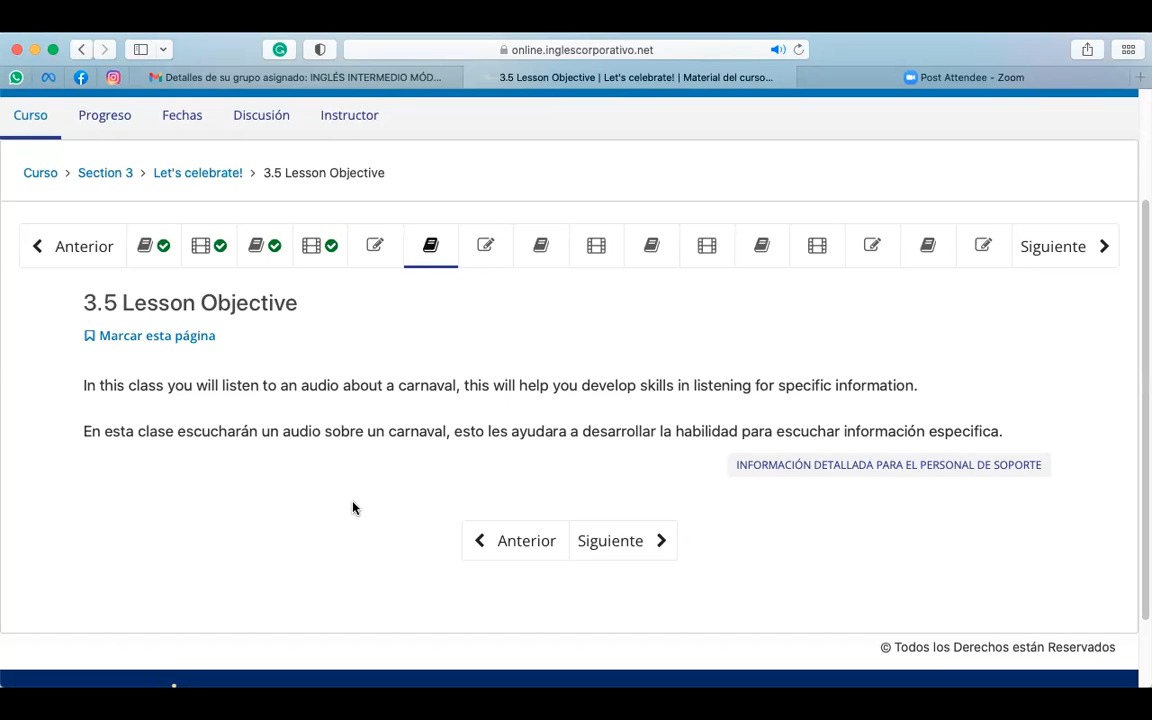 online.inglescorporativo.net
Detalles de su grupo asignado: INGLÉS INTERMEDIO MÓD...
3.5 Lesson Objective | Let's celebrate! | Material del curso...
Post Attendee - Zoom
Curso
Progreso
Fechas
Discusión
Instructor
Curso > Section 3 > Let's celebrate! > 3.5 Lesson Objective
Anterior
Siguiente
3.5 Lesson Objective
Marcar esta página
In this class you will listen to an audio about a carnaval, this will help you develop skills in listening for specific information.
En esta clase escucharán un audio sobre un carnaval, esto les ayudara a desarrollar la habilidad para escuchar información especifica.
INFORMACIÓN DETALLADA PARA EL PERSONAL DE SOPORTE
Anterior
Siguiente
© Todos los Derechos están Reservados